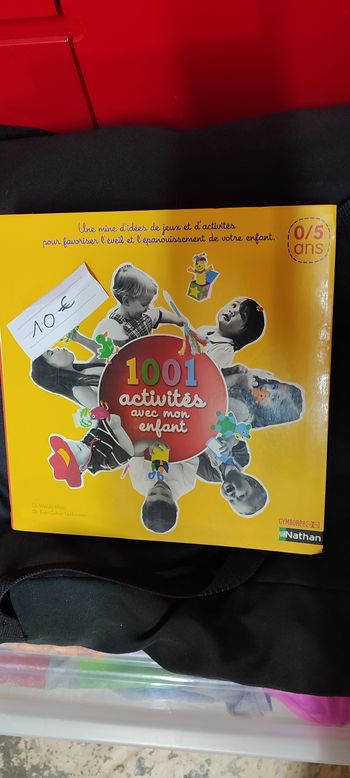 Une mine d'idées de jeux et d'activités
pour favoriser l'éveil et l'épanouissement de votre enfant.
0/5
ans
10 €
1001
activités
avec mon
enfant
GYMBOREE
Nathan